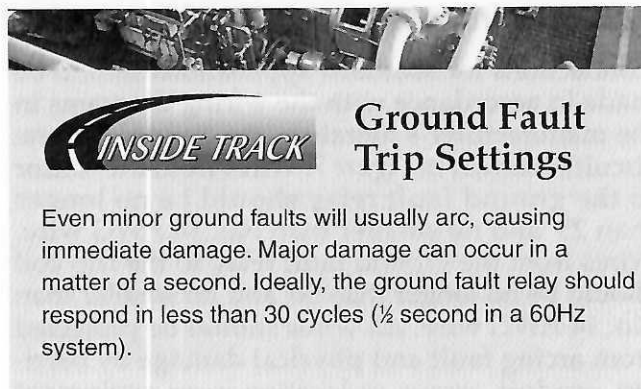 INSIDE TRACK
Ground Fault
Trip Settings
Even minor ground faults will usually arc, causing
immediate damage. Major damage can occur in a
matter of a second. Ideally, the ground fault relay should
respond in less than 30 cycles (½ second in a 60Hz
system).